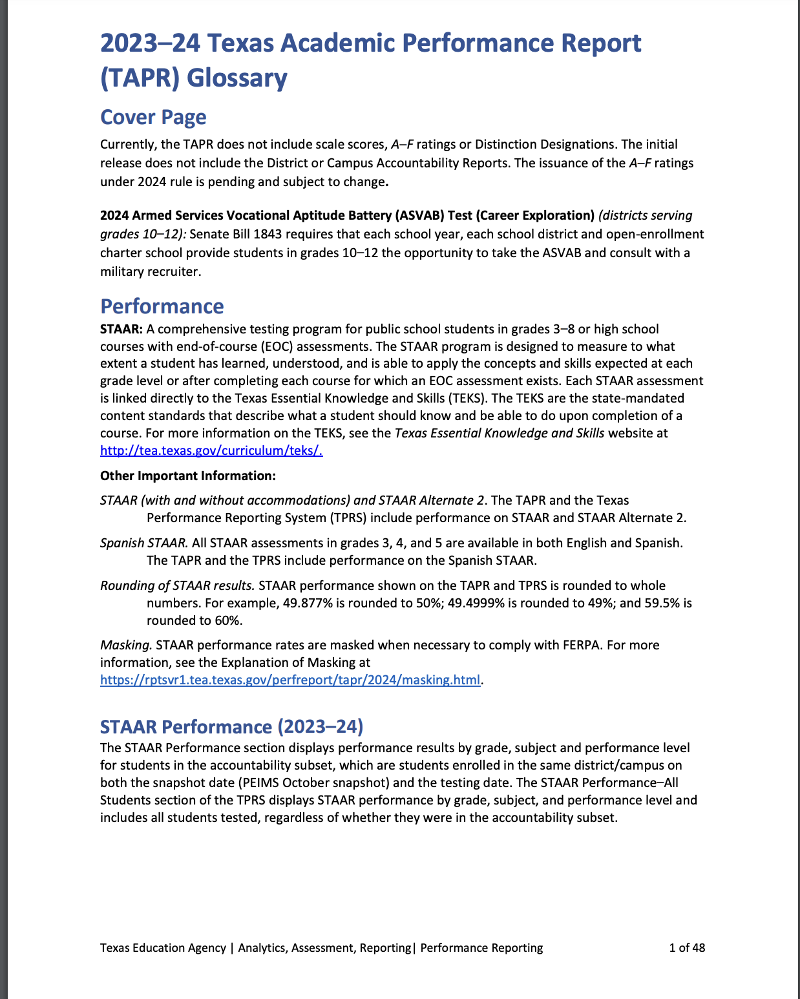 2023–24 Texas Academic Performance Report
(TAPR) Glossary
Cover Page
Currently, the TAPR does not include scale scores, A–F ratings or Distinction Designations. The initial
release does not include the District or Campus Accountability Reports. The issuance of the A–F ratings
under 2024 rule is pending and subject to change.
2024 Armed Services Vocational Aptitude Battery (ASVAB) Test (Career Exploration) (districts serving
grades 10–12): Senate Bill 1843 requires that each school year, each school district and open-enrollment
charter school provide students in grades 10–12 the opportunity to take the ASVAB and consult with a
military recruiter.
Performance
STAAR: A comprehensive testing program for public school students in grades 3–8 or high school
courses with end-of-course (EOC) assessments. The STAAR program is designed to measure to what
extent a student has learned, understood, and is able to apply the concepts and skills expected at each
grade level or after completing each course for which an EOC assessment exists. Each STAAR assessment
is linked directly to the Texas Essential Knowledge and Skills (TEKS). The TEKS are the state-mandated
content standards that describe what a student should know and be able to do upon completion of a
course. For more information on the TEKS, see the Texas Essential Knowledge and Skills website at
http://tea.texas.gov/curriculum/teks/.
Other Important Information:
STAAR (with and without accommodations) and STAAR Alternate 2. The TAPR and the Texas
Performance Reporting System (TPRS) include performance on STAAR and STAAR Alternate 2.
Spanish STAAR. All STAAR assessments in grades 3, 4, and 5 are available in both English and Spanish.
The TAPR and the TPRS include performance on the Spanish STAAR.
Rounding of STAAR results. STAAR performance shown on the TAPR and TPRS is rounded to whole
numbers. For example, 49.877% is rounded to 50%; 49.4999% is rounded to 49%; and 59.5% is
rounded to 60%.
Masking. STAAR performance rates are masked when necessary to comply with FERPA. For more
information, see the Explanation of Masking at
https://rptsvr1.tea.texas.gov/perfreport/tapr/2024/masking.html.
STAAR Performance (2023–24)
The STAAR Performance section displays performance results by grade, subject and performance level
for students in the accountability subset, which are students enrolled in the same district/campus on
both the snapshot date (PEIMS October snapshot) and the testing date. The STAAR Performance–All
Students section of the TPRS displays STAAR performance by grade, subject, and performance level and
includes all students tested, regardless of whether they were in the accountability subset.
Texas Education Agency | Analytics, Assessment, Reporting| Performance Reporting 1 of 48